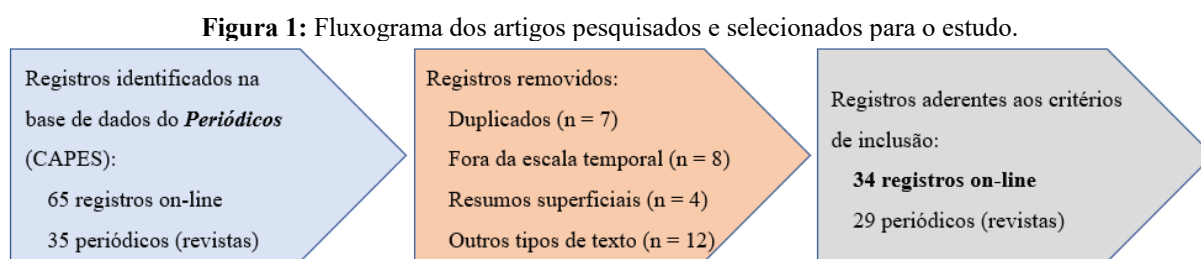 Figura 1: Fluxograma dos artigos pesquisados e selecionados para o estudo.
Registros identificados na
base de dados do Periódicos
(CAPES):
65 registros on-line
35 periódicos (revistas)
Registros removidos:
Duplicados (n = 7)
Fora da escala temporal (n = 8)
Resumos superficiais (n = 4)
Outros tipos de texto (n = 12)
Registros aderentes aos critérios
de inclusão:
34 registros on-line
29 periódicos (revistas)